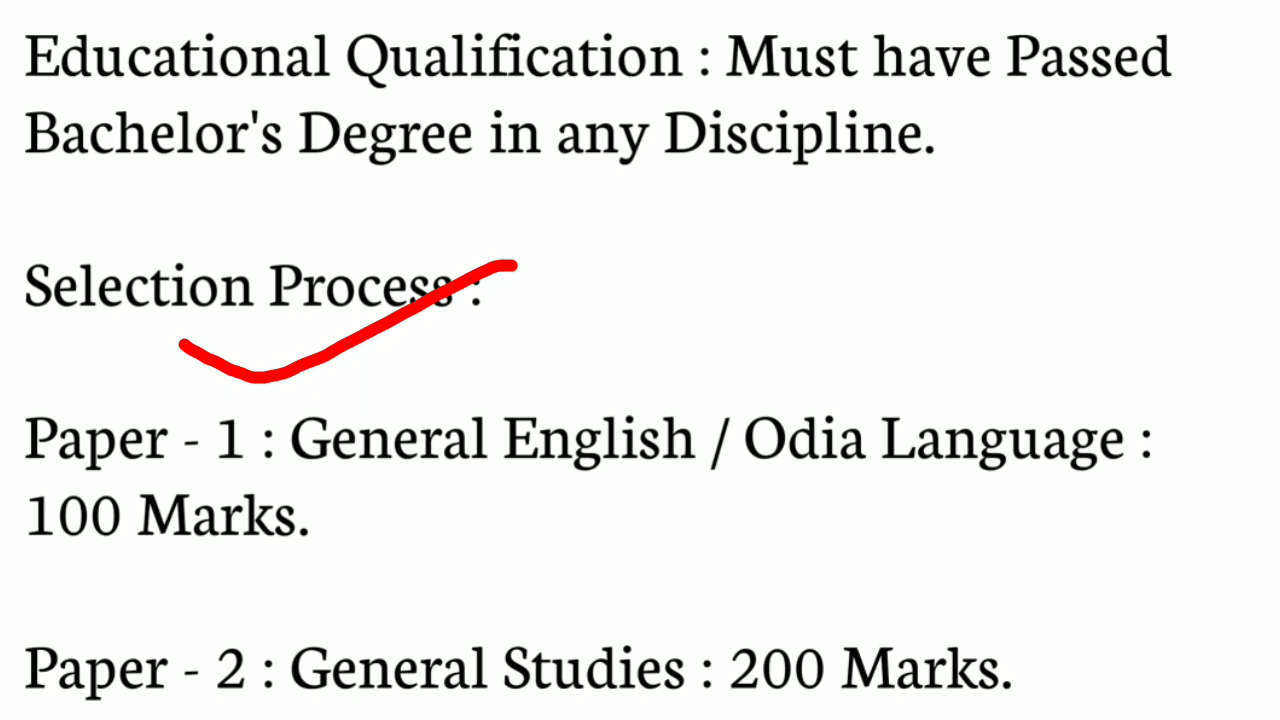 Educational Qualification : Must have Passed
Bachelor's Degree in any Discipline.
Selection Process :
Paper - 1 : General English / Odia Language :
100 Marks.
Paper - 2 : General Studies : 200 Marks.